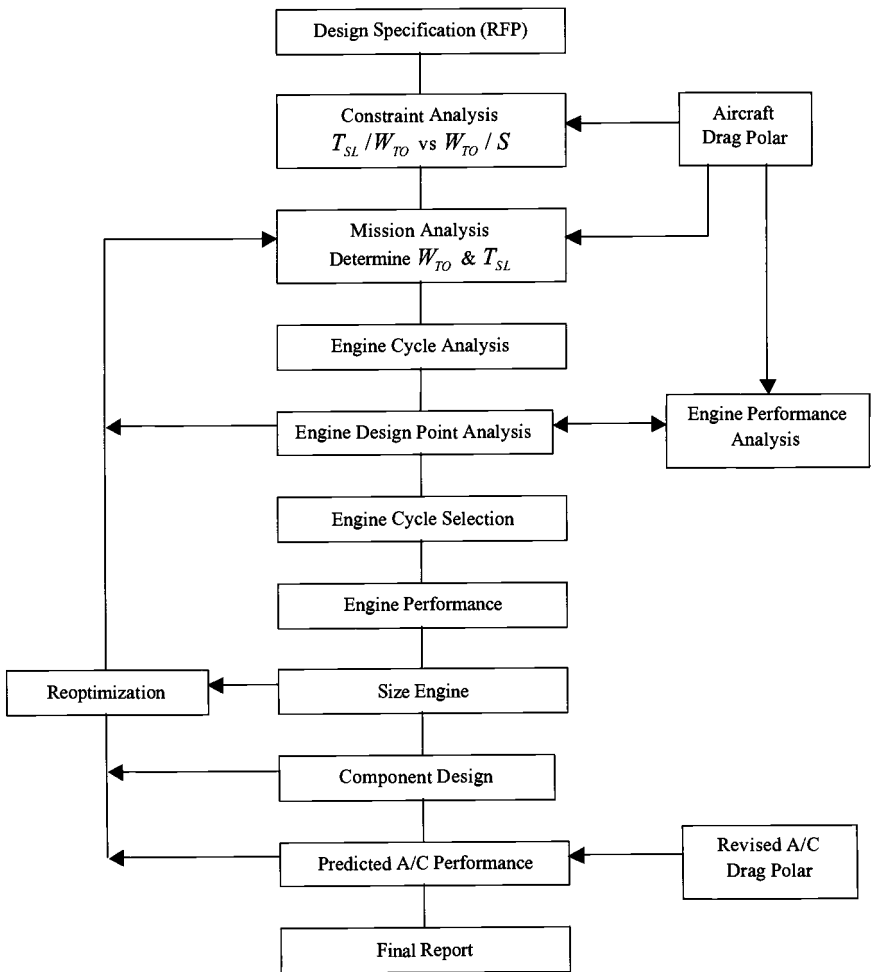 Design Specification (RFP)
Constraint Analysis
T_SL / W_TO vs W_TO / S
Aircraft
Drag Polar
Mission Analysis
Determine W_TO & T_SL
Engine Cycle Analysis
Engine Design Point Analysis
Engine Performance
Analysis
Engine Cycle Selection
Engine Performance
Reoptimization
Size Engine
Component Design
Predicted A/C Performance
Revised A/C
Drag Polar
Final Report